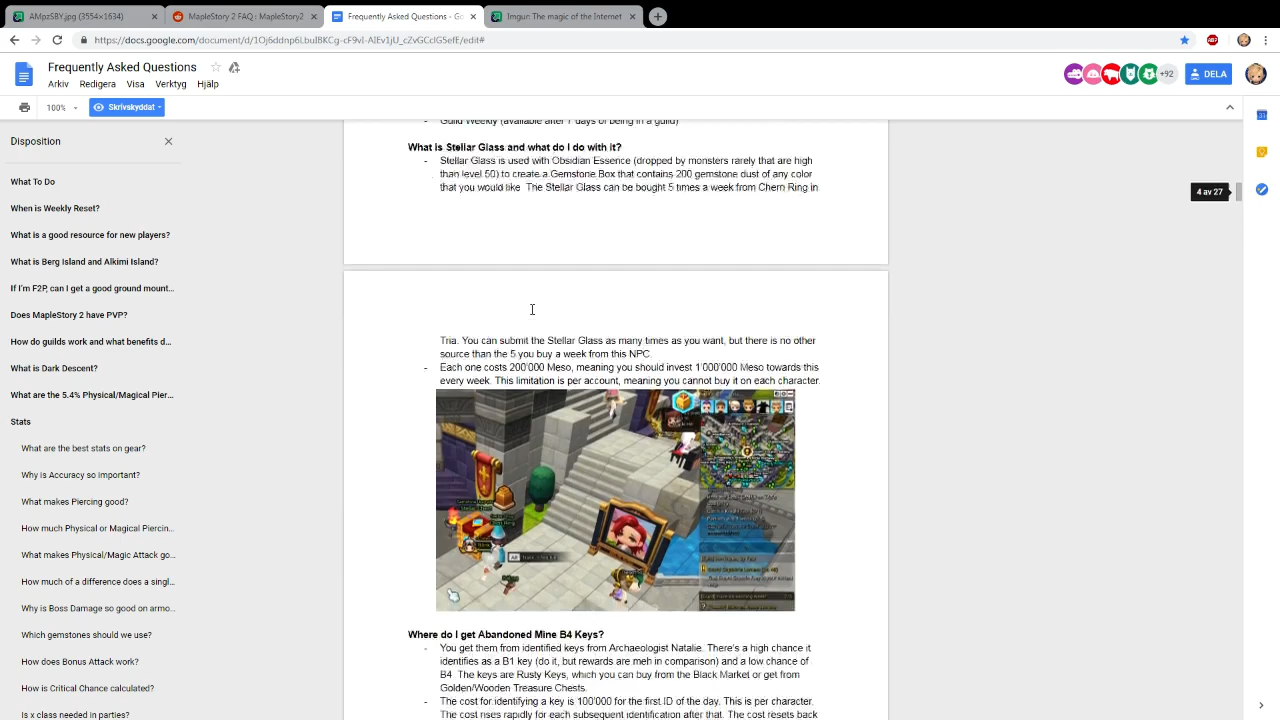 AMpzSBY.jpg (3554×1634)
MapleStory 2 FAQ : MapleStory2
Frequently Asked Questions - Go
Imgur: The magic of the Internet
Frequently Asked Questions
Arkiv Redigera Visa Verktyg Hjälp
+92
DELA
100%
Skrivskyddat
Disposition
What To Do
When is Weekly Reset?
What is a good resource for new players?
What is Berg Island and Alkimi Island?
If I'm F2P, can I get a good ground mount...
Does MapleStory 2 have PVP?
How do guilds work and what benefits d...
What is Dark Descent?
What are the 5.4% Physical/Magical Pier...
Stats
What are the best stats on gear?
Why is Accuracy so important?
What makes Piercing good?
How much Physical or Magical Piercin...
What makes Physical/Magic Attack go...
How much of a difference does a singl...
Why is Boss Damage so good on armo...
Which gemstones should we use?
How does Bonus Attack work?
How is Critical Chance calculated?
Is x class needed in parties?
- Guild Weekly (available after 7 days of being in a guild)
What is Stellar Glass and what do I do with it?
- Stellar Glass is used with Obsidian Essence (dropped by monsters rarely that are high
than level 50) to create a Gemstone Box that contains 200 gemstone dust of any color
that you would like The Stellar Glass can be bought 5 times a week from Chern Ring in
4 av 27
Tria. You can submit the Stellar Glass as many times as you want, but there is no other
source than the 5 you buy a week from this NPC.
- Each one costs 200'000 Meso, meaning you should invest 1'000'000 Meso towards this
every week. This limitation is per account, meaning you cannot buy it on each character.
Where do I get Abandoned Mine B4 Keys?
- You get them from identified keys from Archaeologist Natalie. There's a high chance it
identifies as a B1 key (do it, but rewards are meh in comparison) and a low chance of
B4 The keys are Rusty Keys, which you can buy from the Black Market or get from
Golden/Wooden Treasure Chests.
- The cost for identifying a key is 100'000 for the first ID of the day. This is per character.
The cost rises rapidly for each subsequent identification after that. The cost resets back